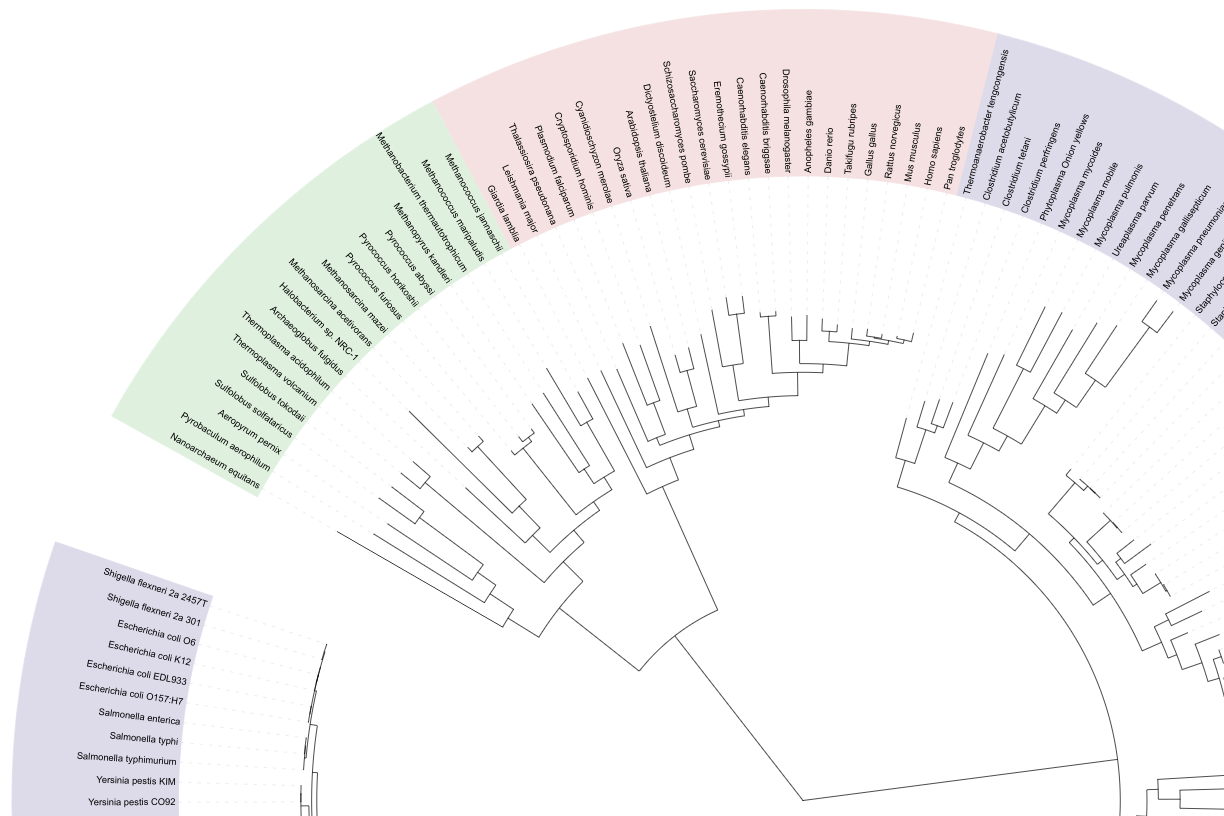 Shigella flexneri 2a 2457T
Shigella flexneri 2a 301
Escherichia coli O6
Escherichia coli K12
Escherichia coli EDL933
Escherichia coli O157:H7
Salmonella enterica
Salmonella typhi
Salmonella typhimurium
Yersinia pestis KIM
Yersinia pestis CO92
Nanoarchaeum equitans
Pyrobaculum aerophilum
Aeropyrum pernix
Sulfolobus solfataricus
Sulfolobus tokodaii
Thermoplasma volcanium
Thermoplasma acidophilum
Archaeoglobus fulgidus
Halobacterium sp. NRC-1
Methanosarcina acetivorans
Methanosarcina mazei
Pyrococcus furiosus
Pyrococcus horikoshii
Pyrococcus abyssi
Methanopyrus kandleri
Methanobacterium thermautotrophicum
Methanococcus maripaludis
Methanococcus jannaschii
Giardia lamblia
Leishmania major
Thalassiosira pseudonana
Plasmodium falciparum
Cryptosporidium hominis
Cyanidioschyzon merolae
Oryza sativa
Arabidopsis thaliana
Dictyostelium discoideum
Schizosaccharomyces pombe
Saccharomyces cerevisiae
Eremothecium gossypii
Caenorhabditis elegans
Caenorhabditis briggsae
Drosophila melanogaster
Anopheles gambiae
Danio rerio
Takifugu rubripes
Gallus gallus
Rattus norvegicus
Mus musculus
Homo sapiens
Pan troglodytes
Thermoanaerobacter tengcongensis
Clostridium acetobutylicum
Clostridium tetani
Clostridium perfringens
Phytoplasma Onion yellows
Mycoplasma mycoides
Mycoplasma mobile
Mycoplasma pulmonis
Ureaplasma parvum
Mycoplasma penetrans
Mycoplasma gallisepticum
Mycoplasma
Mycoplasma